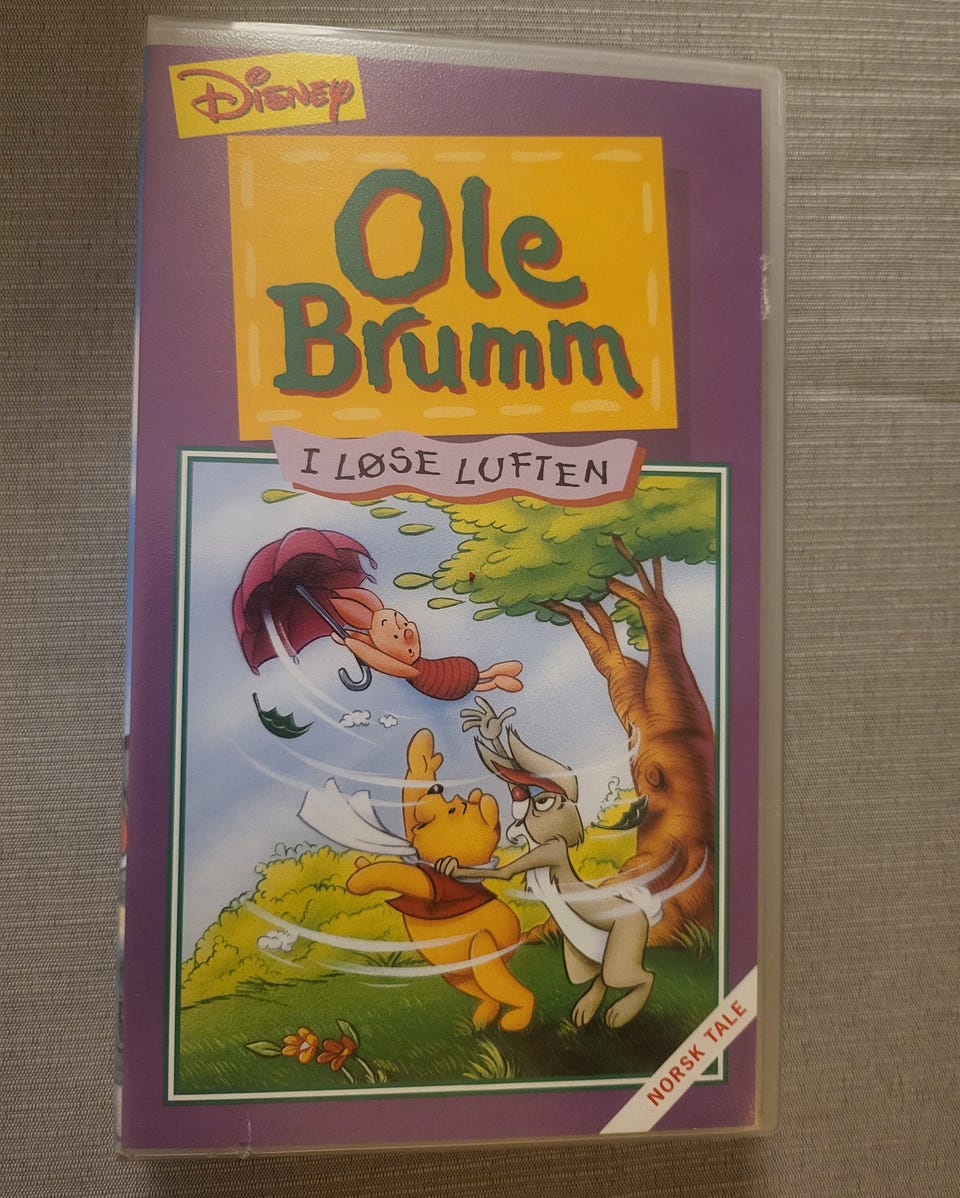 Disney
Ole
Brumm
I LØSE LUFTEN
NORSK TALE